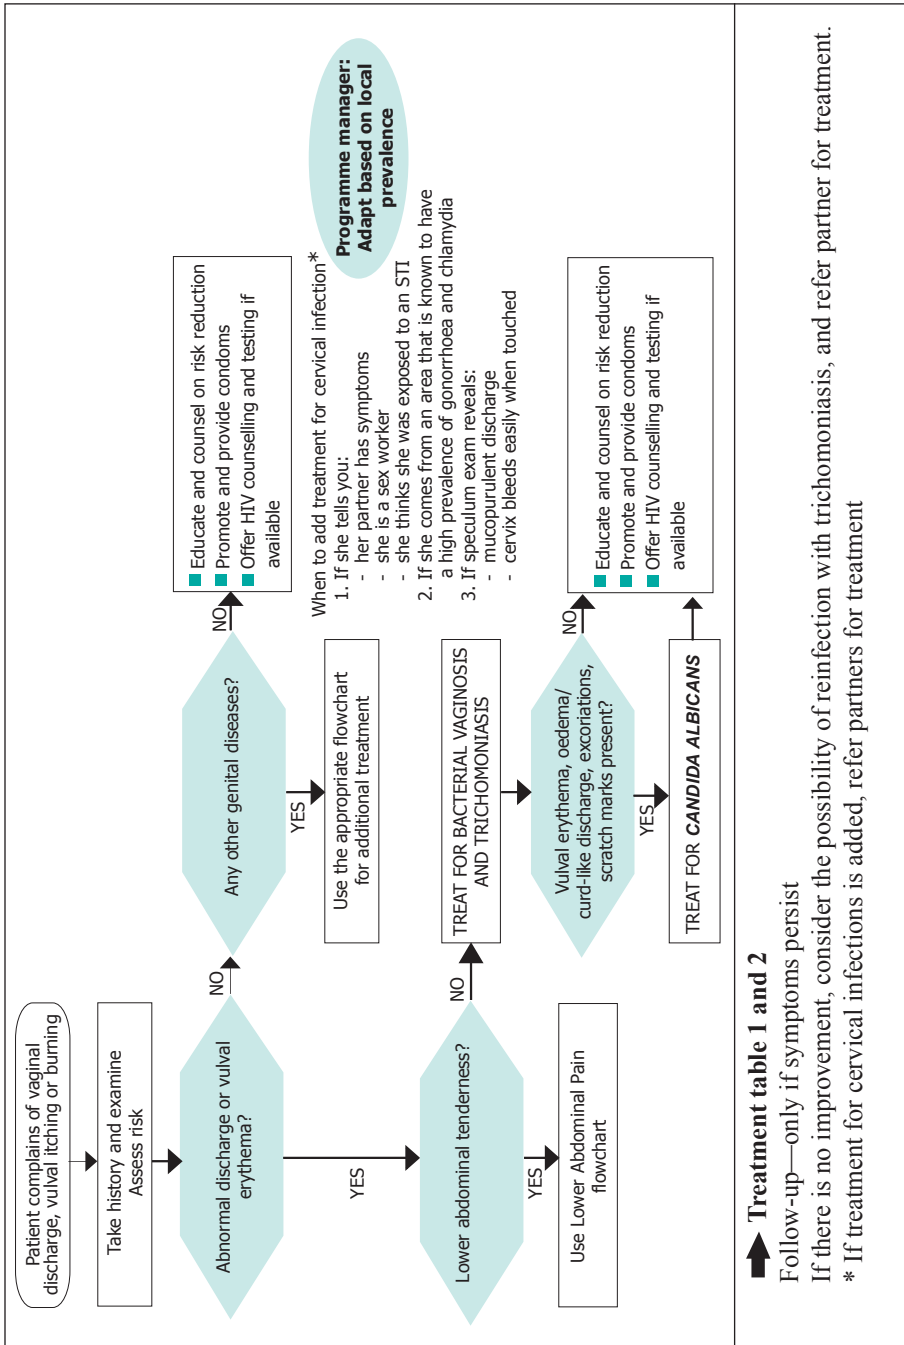 Patient complains of vaginal
discharge, vulval itching or burning
Take history and examine
Assess risk
Abnormal discharge or vulval
erythema?
NO
Any other genital diseases?
NO
■ Educate and counsel on risk reduction
■ Promote and provide condoms
■ Offer HIV counselling and testing if
available
YES
Use the appropriate flowchart
for additional treatment
When to add treatment for cervical infection*
1. If she tells you:
- her partner has symptoms
- she is a sex worker
- she thinks she was exposed to an STI
2. If she comes from an area that is known to have
a high prevalence of gonorrhoea and chlamydia
3. If speculum exam reveals:
- mucopurulent discharge
- cervix bleeds easily when touched
Programme manager:
Adapt based on local
prevalence
YES
Lower abdominal tenderness?
NO
TREAT FOR BACTERIAL VAGINOSIS
AND TRICHOMONIASIS
YES
Use Lower Abdominal Pain
flowchart
Vulval erythema, oedema/
curd-like discharge, excoriations,
scratch marks present?
NO
■ Educate and counsel on risk reduction
■ Promote and provide condoms
■ Offer HIV counselling and testing if
available
YES
TREAT FOR CANDIDA ALBICANS
Treatment table 1 and 2
Follow-up—only if symptoms persist
If there is no improvement, consider the possibility of reinfection with trichomoniasis, and refer partner for treatment.
* If treatment for cervical infections is added, refer partners for treatment